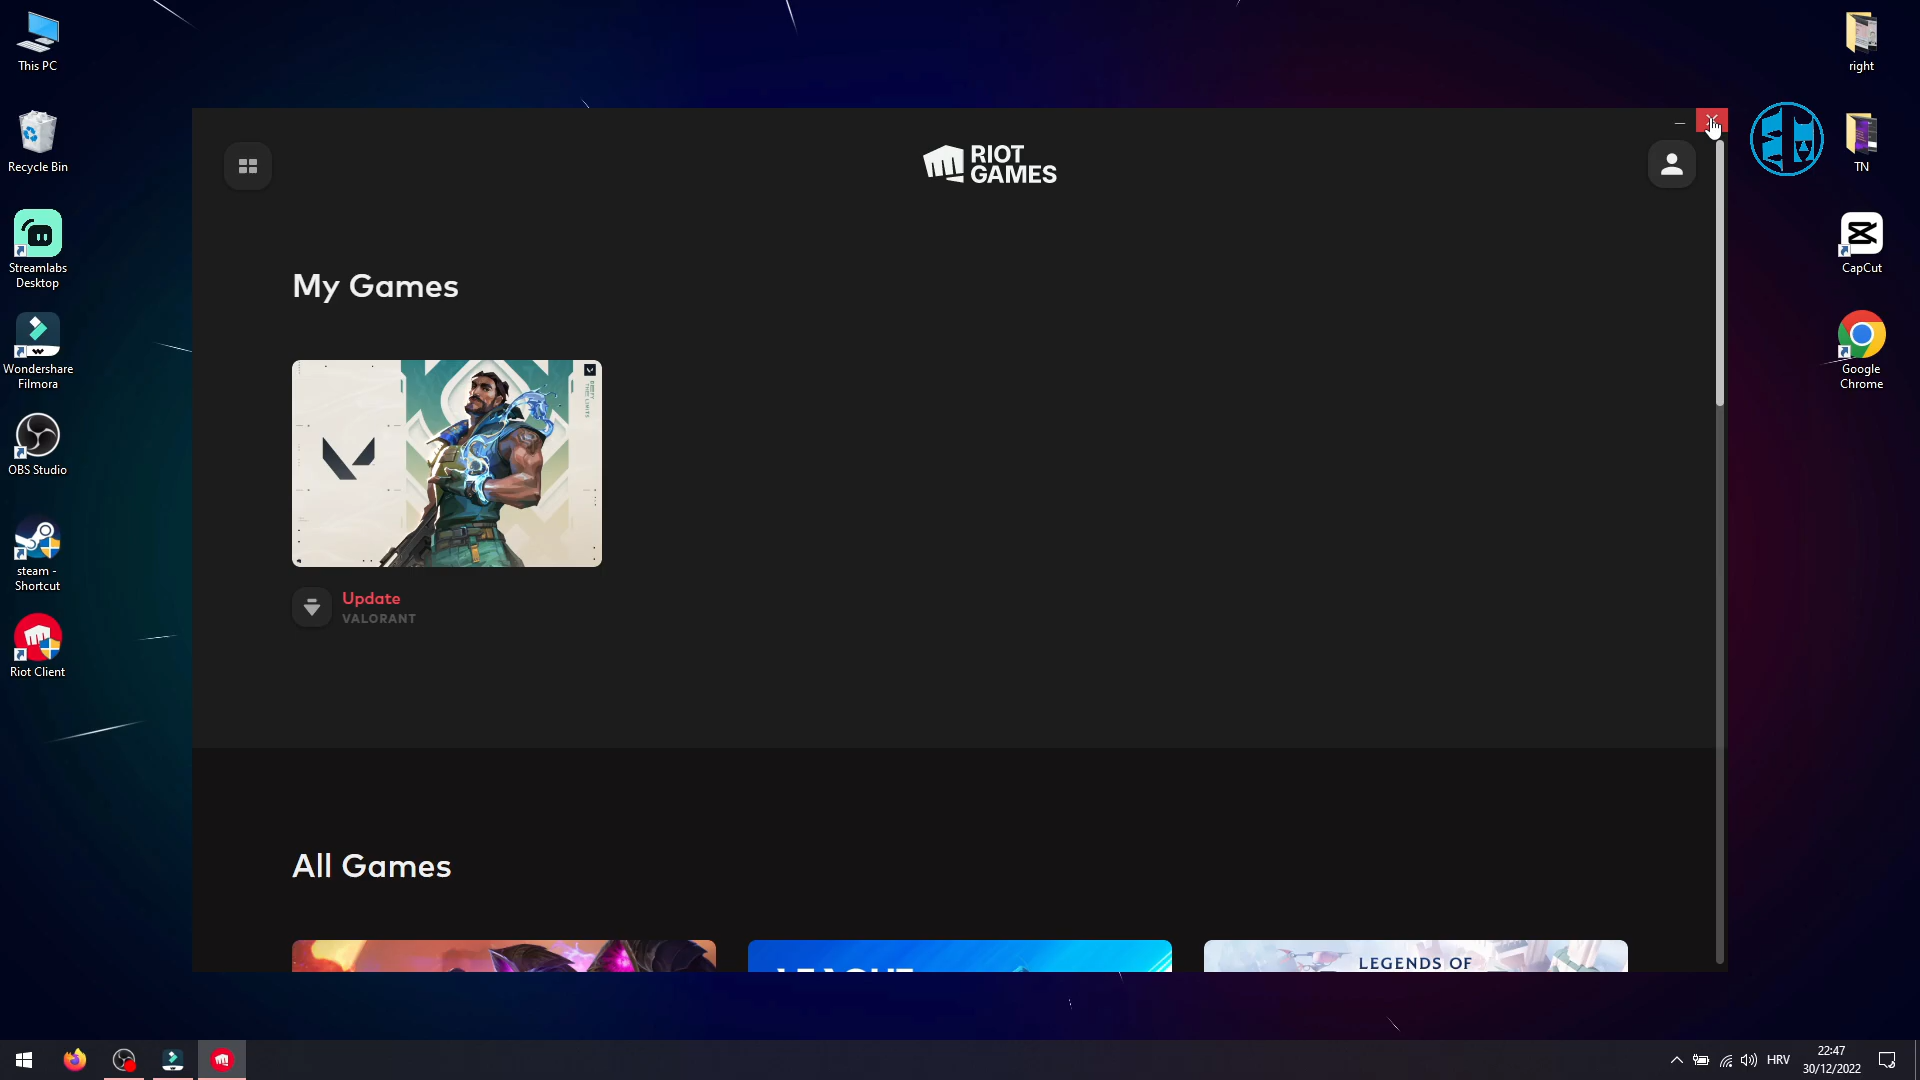 This PC
Recycle Bin
Streamlabs
Desktop
Wondershare
Filmora
OBS Studio
steam -
Shortcut
Riot Client
RIOT
GAMES
My Games
Update
VALORANT
All Games
LEAGUE
LEGENDS OF
right
TN
CapCut
Google
Chrome
HRV
22:47
30/12/2022